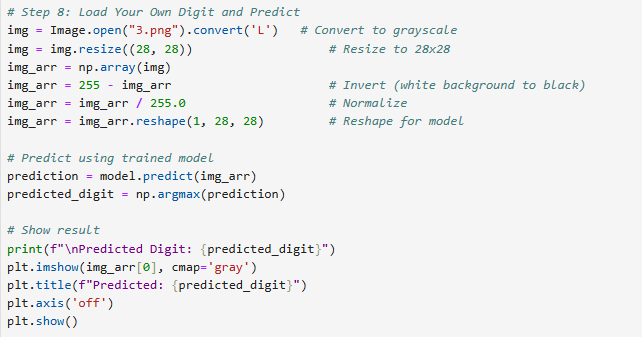 # Step 8: Load Your Own Digit and Predict
img = Image.open("3.png").convert('L')   # Convert to grayscale
img = img.resize((28, 28))                   # Resize to 28x28
img_arr = np.array(img)
img_arr = 255 - img_arr                      # Invert (white background to black)
img_arr = img_arr / 255.0                    # Normalize
img_arr = img_arr.reshape(1, 28, 28)         # Reshape for model

# Predict using trained model
prediction = model.predict(img_arr)
predicted_digit = np.argmax(prediction)

# Show result
print(f"\nPredicted Digit: {predicted_digit}")
plt.imshow(img_arr[0], cmap='gray')
plt.title(f"Predicted: {predicted_digit}")
plt.axis('off')
plt.show()